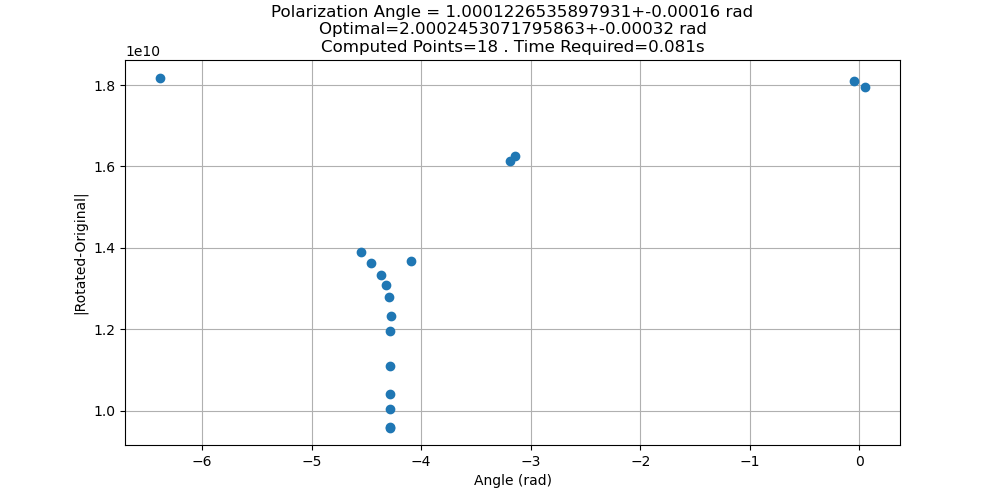 Polarization Angle = 1.0001226535897931+-0.00016 rad
Optimal=2.0002453071795863+-0.00032 rad
Computed Points=18 . Time Required=0.081s
1e10
1.8
1.6
1.4
1.2
1.0
|Rotated-Original|
−6 −5 −4 −3 −2 −1 0
Angle (rad)